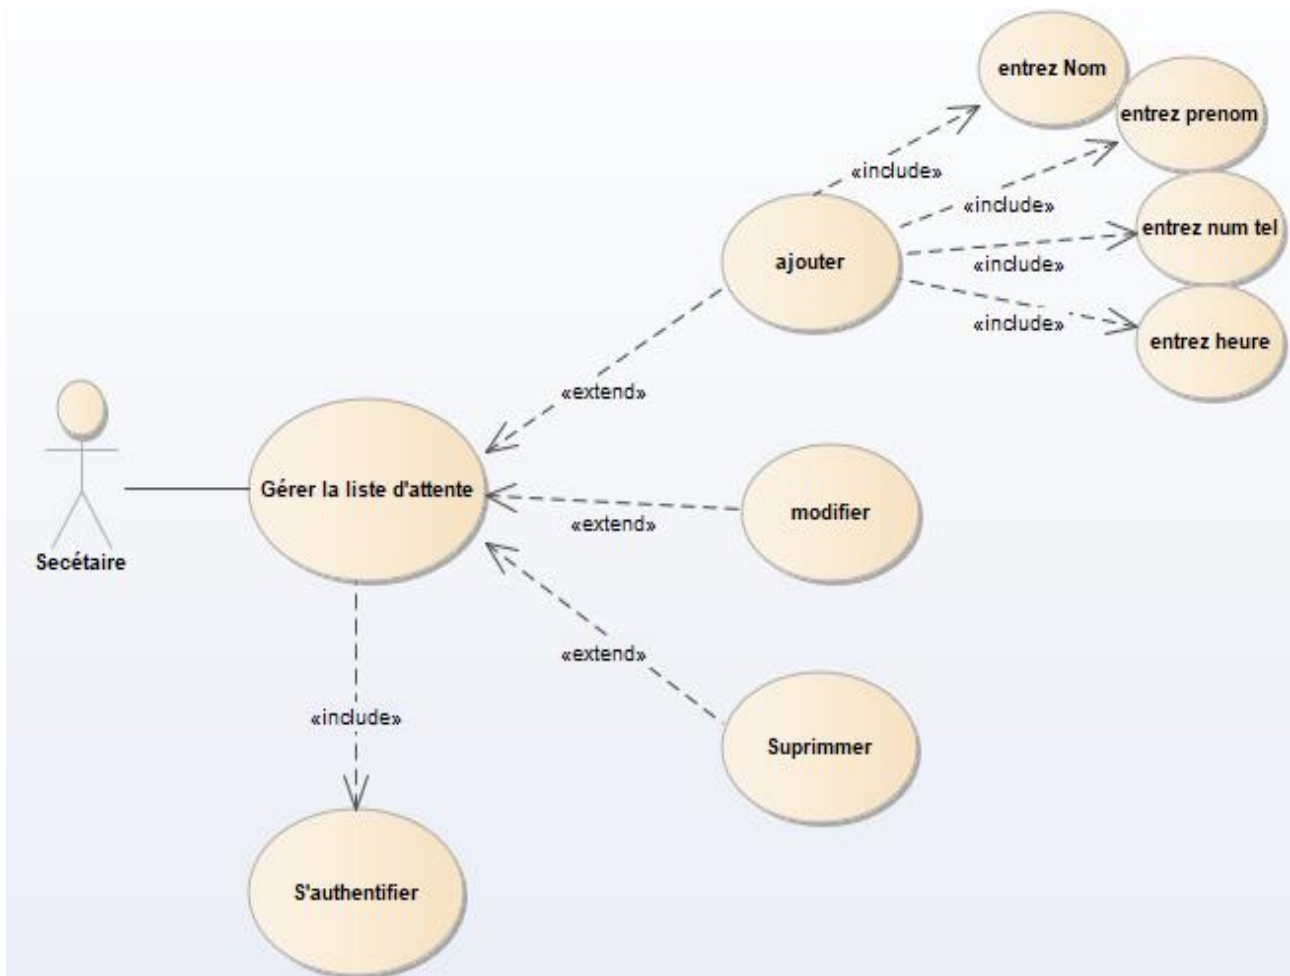 entrez Nom
entrez prenom
«include»
«include»
entrez num tel
ajouter
«include»
«include»
entrez heure
«extend»
Gérer la liste d'attente
modifier
«extend»
Secétaire
«extend»
«include»
Suprimmer
S'authentifier